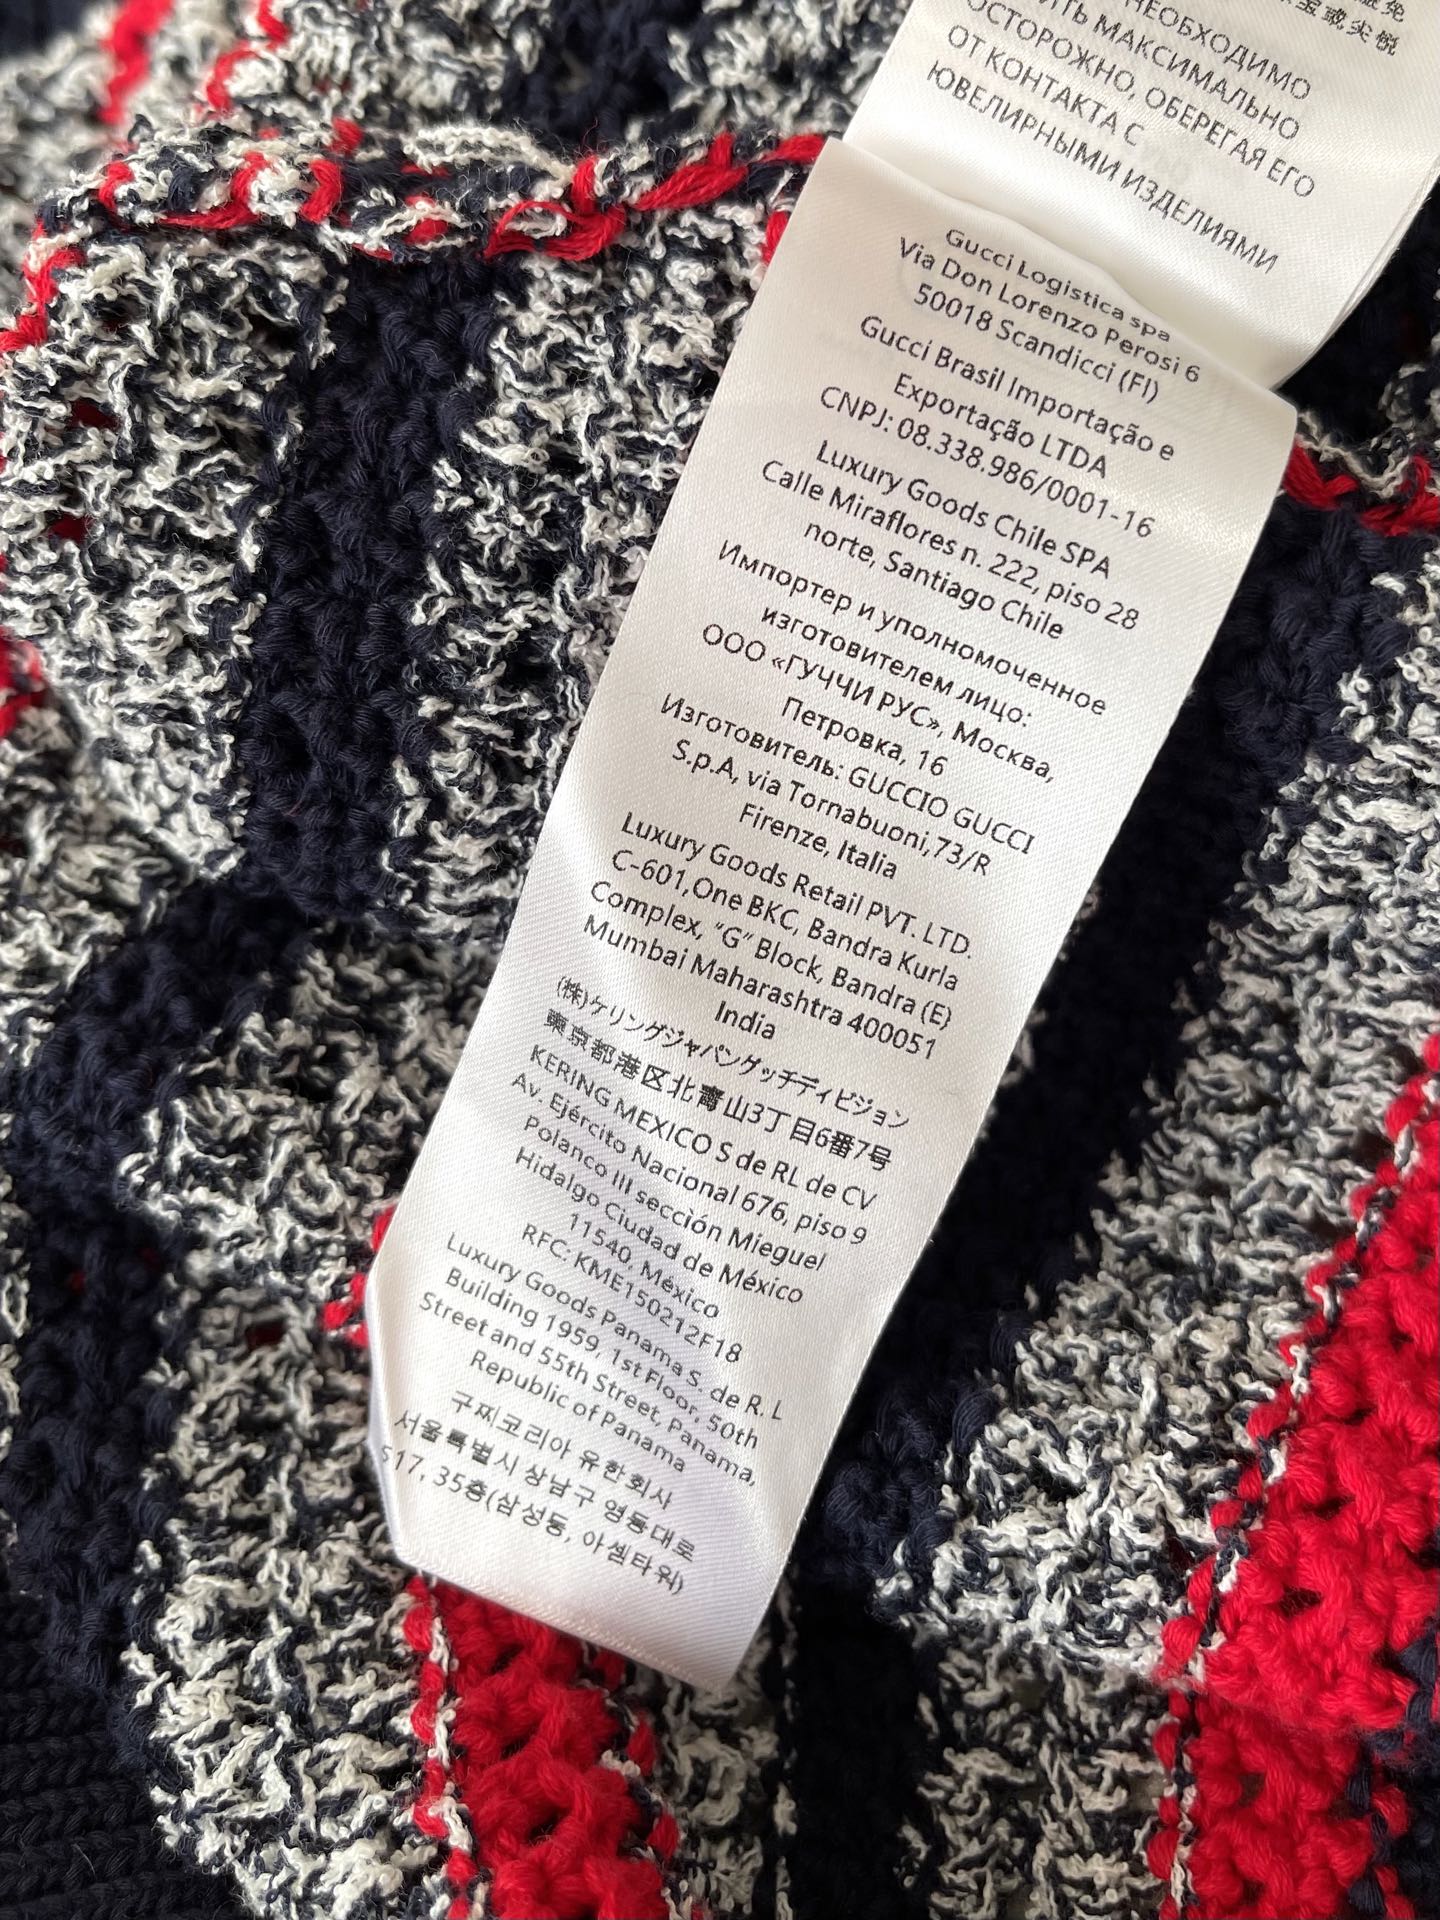 НЕОБХОДИМО
МАКСИМАЛЬНО
ОСТОРОЖНО, ОБЕРЕГАЯ ЕГО
ОТ КОНТАКТА С
ЮВЕЛИРНЫМИ ИЗДЕЛИЯМИ
Gucci Logistica spa
Via Don Lorenzo Perosi 6
50018 Scandicci (FI)
Gucci Brasil Importação e
Exportação LTDA
CNPJ: 08.338.986/0001-16
Luxury Goods Chile SPA
Calle Miraflores n. 222, piso 28
norte, Santiago Chile
Импортер и уполномоченное
изготовителем лицо:
ООО «ГУЧЧИ РУС», Москва,
Петровка, 16
Изготовитель: GUCCIO GUCCI
S.p.A, via Tornabuoni,73/R
Firenze, Italia
Luxury Goods Retail PVT. LTD.
C-601,One BKC, Bandra Kurla
Complex, "G" Block, Bandra (E)
Mumbai Maharashtra 400051
India
(株)ケリングジャパングッチディビジョン
東京都港区北青山3丁目6番7号
KERING MEXICO S de RL de CV
Av. Ejército Nacional 676, piso 9
Polanco III secciòn Mieguel
Hidalgo Ciudad de México
11540, México
RFC: KME150212F18
Luxury Goods Panama S. de R. L
Building 1959, 1st Floor, 50th
Street and 55th Street, Panama,
Republic of Panama
구찌코리아 유한회사
서울특별시 상남구 영동대로
517, 35층(삼성동, 아셈타워)